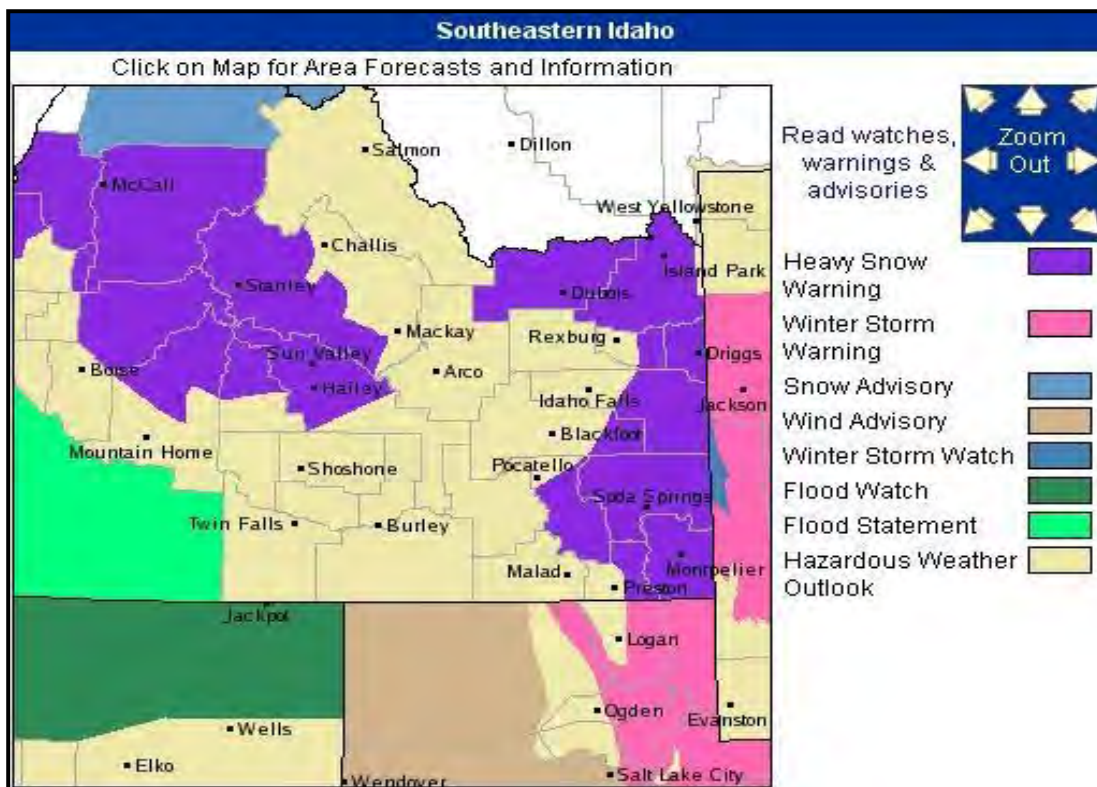 Southeastern Idaho
Click on Map for Area Forecasts and Information
Read watches,
warnings &
advisories
Zoom
Out
Salmon
Dillon
McCall
West Yellowstone
Challis
Island Park
Stanley
Dubois
Mackay
Rexburg
Sun Valley
Driggs
Boise
Arco
Hailey
Idaho Falls
Jackson
Mountain Home
Blackfoot
Shoshone
Pocatello
Soda Springs
Twin Falls
Burley
Malad
Montpelier
Preston
Jackpot
Logan
Ogden
Evanston
Wells
Elko
Wendover
Salt Lake City
Heavy Snow
Warning
Winter Storm
Warning
Snow Advisory
Wind Advisory
Winter Storm Watch
Flood Watch
Flood Statement
Hazardous Weather
Outlook